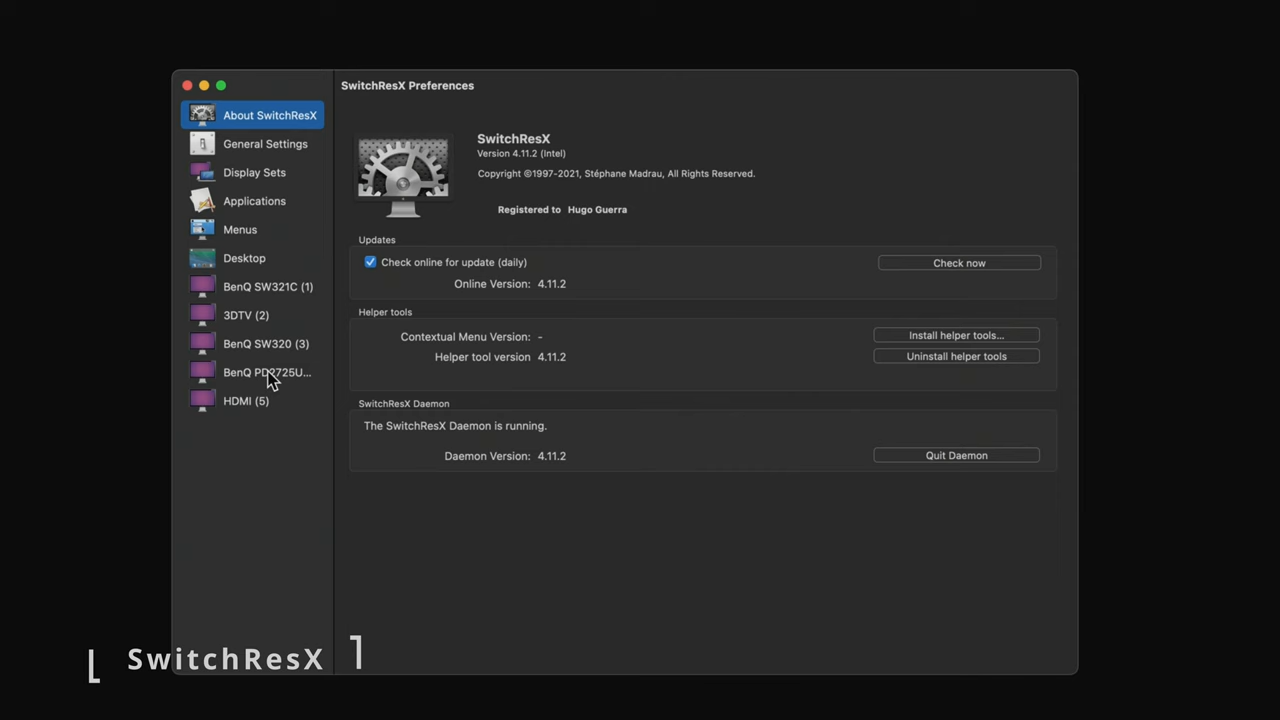 SwitchResX Preferences
About SwitchResX
General Settings
Display Sets
Applications
Menus
Desktop
BenQ SW321C (1)
3DTV (2)
BenQ SW320 (3)
BenQ PD2725U...
HDMI (5)
SwitchResX
Version 4.11.2 (Intel)
Copyright ©1997-2021, Stéphane Madrau, All Rights Reserved.
Registered to Hugo Guerra
Updates
Check online for update (daily)
Check now
Online Version: 4.11.2
Helper tools
Contextual Menu Version: -
Install helper tools...
Helper tool version 4.11.2
Uninstall helper tools
SwitchResX Daemon
The SwitchResX Daemon is running.
Daemon Version: 4.11.2
Quit Daemon
SwitchResX